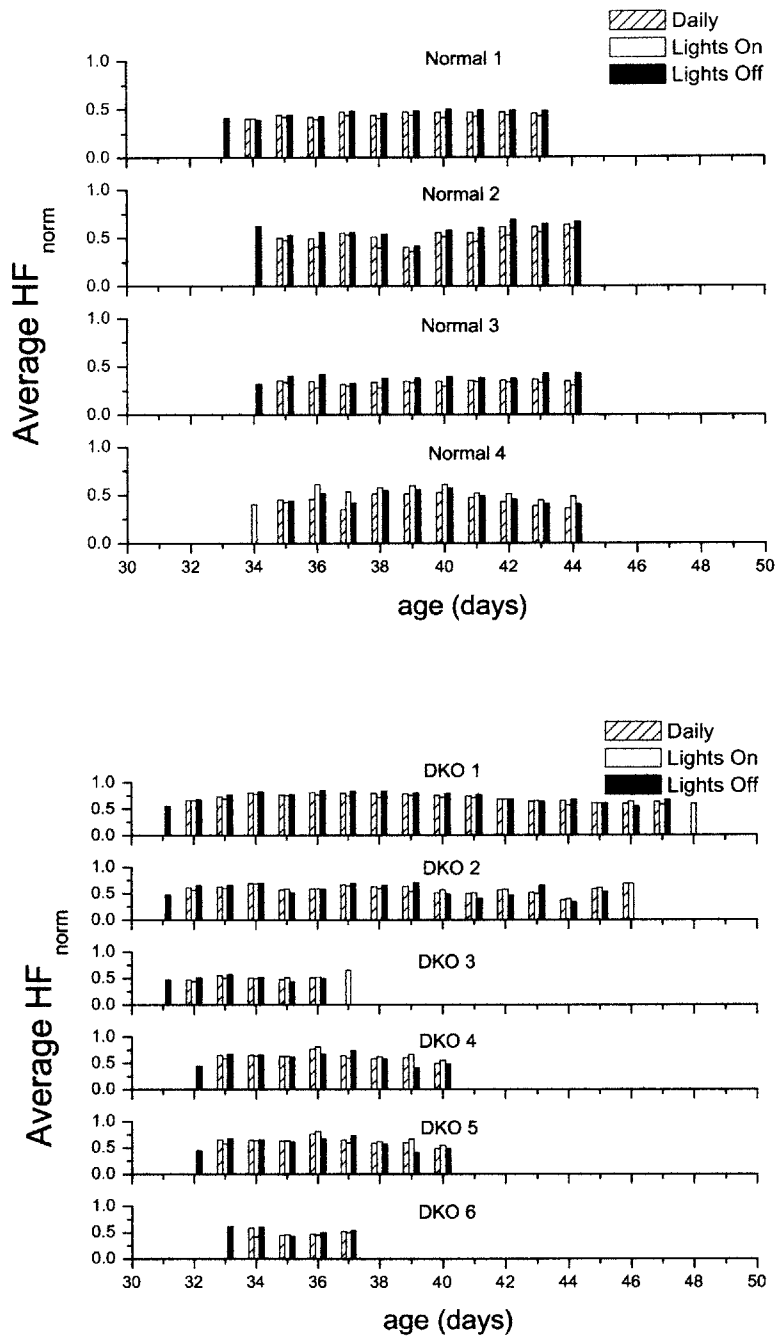 Daily
Lights On
Lights Off
Normal 1
1.0
0.5
0.0
Normal 2
1.0
0.5
0.0
Normal 3
1.0
0.5
0.0
Normal 4
1.0
0.5
0.0
30 32 34 36 38 40 42 44 46 48 50
Average HF norm
age (days)
Daily
Lights On
Lights Off
DKO 1
1.0
0.5
0.0
DKO 2
1.0
0.5
0.0
DKO 3
1.0
0.5
0.0
DKO 4
1.0
0.5
0.0
DKO 5
1.0
0.5
0.0
DKO 6
1.0
0.5
0.0
30 32 34 36 38 40 42 44 46 48 50
Average HF norm
age (days)